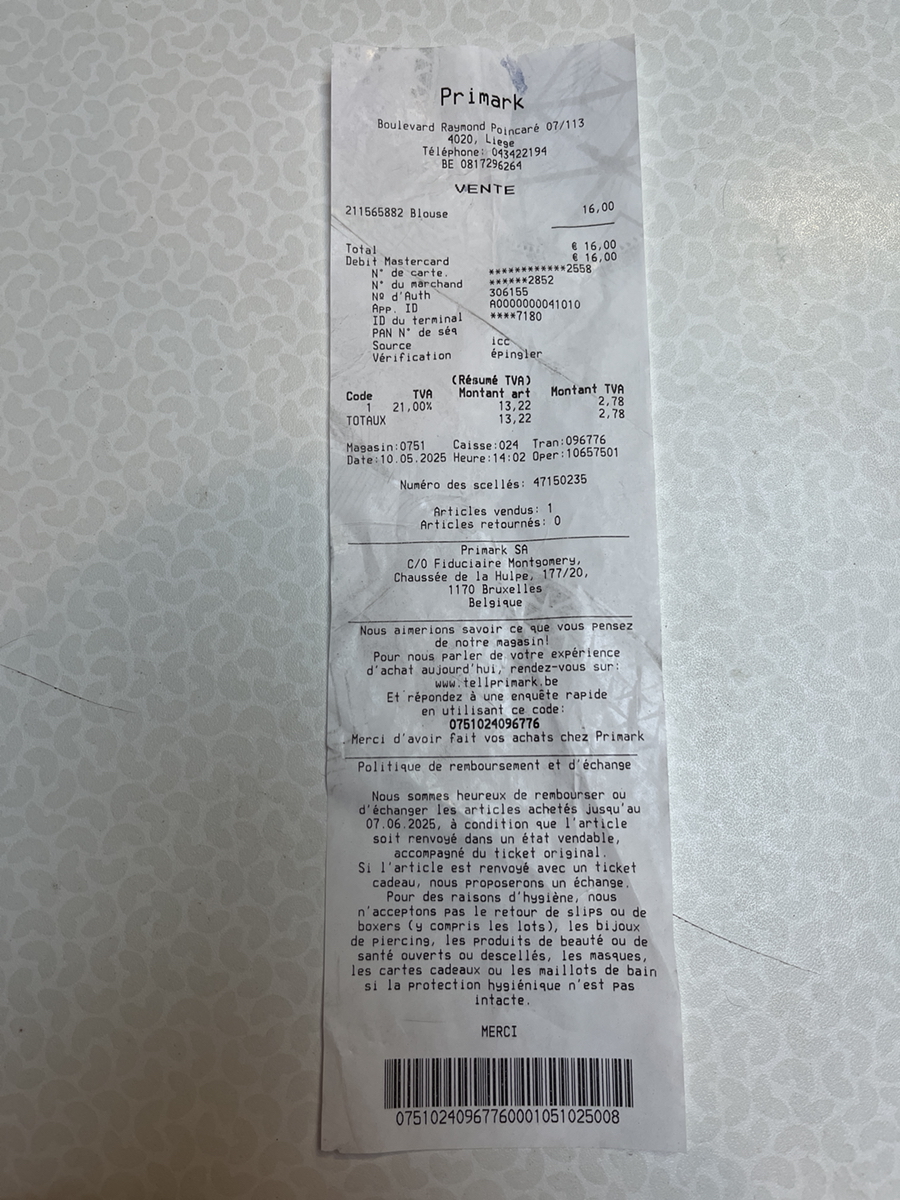 Primark
Boulevard Raymond Poincaré 07/113
4020, Liege
Téléphone: 043422194
BE 0817296264
VENTE
211565882 Blouse 16,00
Total € 16,00
Debit Mastercard € 16,00
N° de carte. ************2558
N° du marchand ******2852
Nº d'Auth 306155
App. ID A0000000041010
ID du terminal ****7180
PAN N° de séq
Source icc
Vérification épingler
(Résumé TVA)
Code TVA Montant art Montant TVA
1 21,00% 13,22 2,78
TOTAUX 13,22 2,78
Magasin:0751 Caisse:024 Tran:096776
Date:10.05.2025 Heure:14:02 Oper:10657501
Numéro des scellés: 47150235
Articles vendus: 1
Articles retournés: 0
Primark SA
C/O Fiduciaire Montgomery,
Chaussée de la Hulpe, 177/20,
1170 Bruxelles
Belgique
Nous aimerions savoir ce que vous pensez
de notre magasin!
Pour nous parler de votre expérience
d'achat aujourd'hui, rendez-vous sur:
www.tellprimark.be
Et répondez à une enquête rapide
en utilisant ce code:
0751024096776
Merci d'avoir fait vos achats chez Primark
Politique de remboursement et d'échange
Nous sommes heureux de rembourser ou
d'échanger les articles achetés jusqu'au
07.06.2025, à condition que l'article
soit renvoyé dans un état vendable,
accompagné du ticket original.
Si l'article est renvoyé avec un ticket
cadeau, nous proposerons un échange.
Pour des raisons d'hygiène, nous
n'acceptons pas le retour de slips ou de
boxers (y compris les lots), les bijoux
de piercing, les produits de beauté ou de
santé ouverts ou descellés, les masques,
les cartes cadeaux ou les maillots de bain
si la protection hygiénique n'est pas
intacte.
MERCI
0751024096776000105102​5008